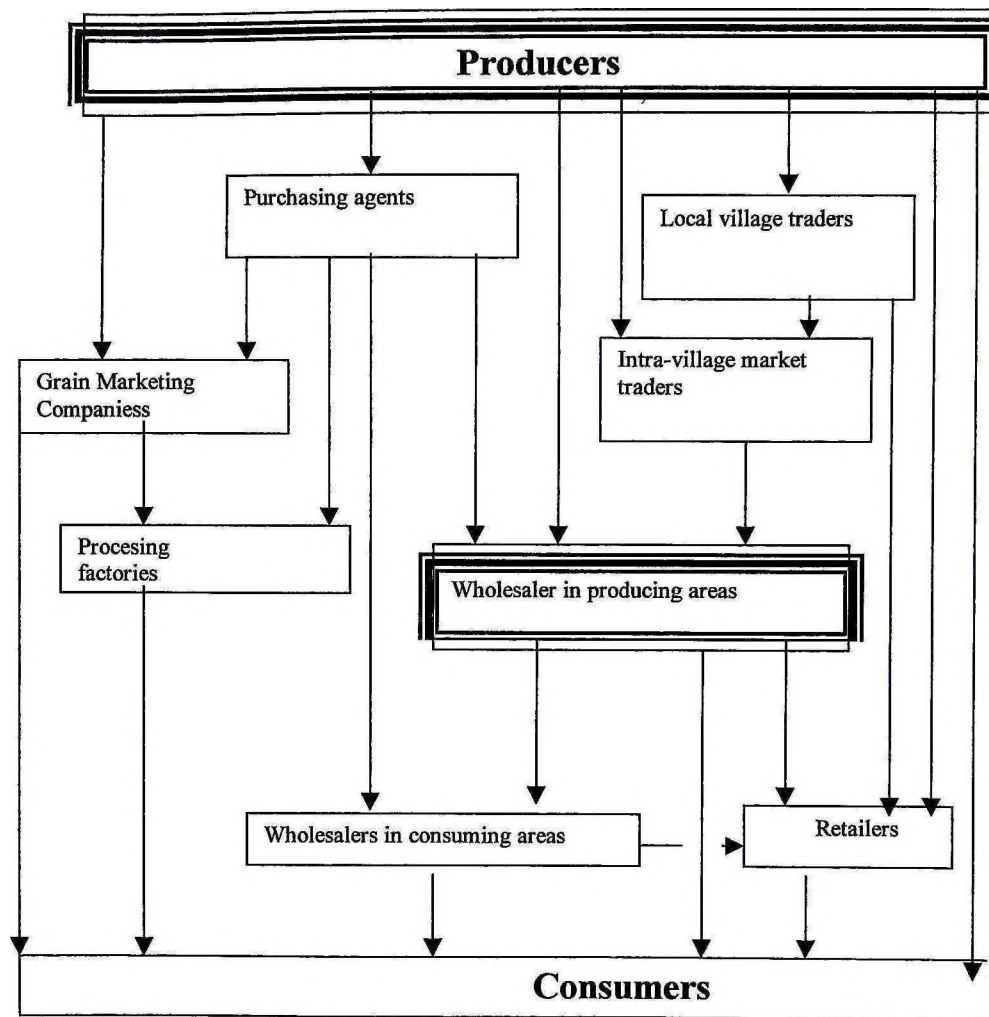 Producers
Purchasing agents
Local village traders
Grain Marketing
Companiess
Intra-village market
traders
Procesing
factories
Wholesaler in producing areas
Wholesalers in consuming areas
Retailers
Consumers